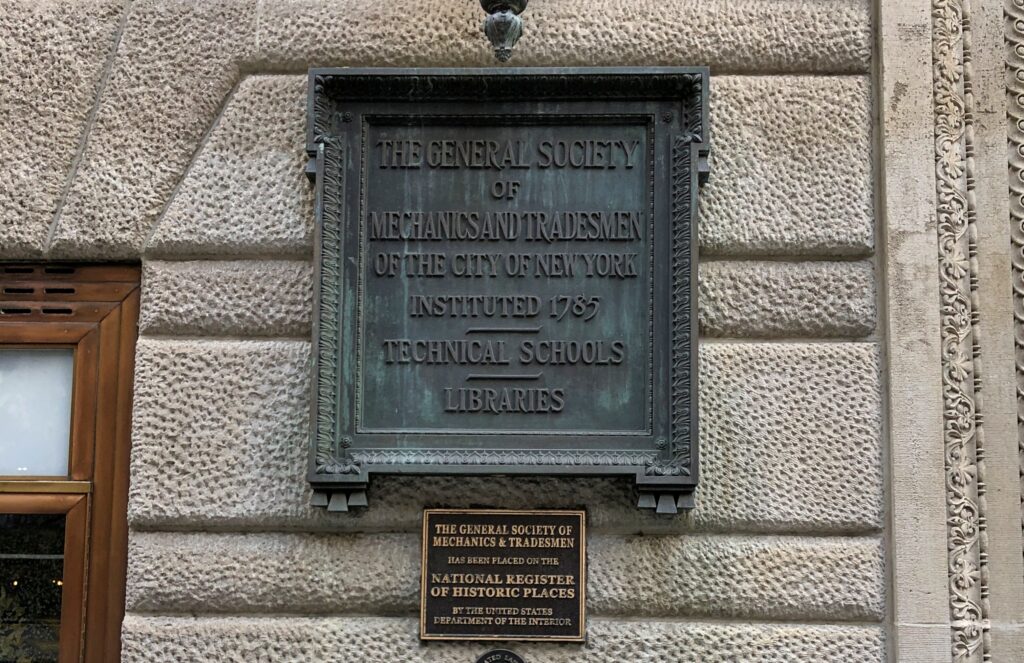 THE GENERAL SOCIETY
OF
MECHANICS AND TRADESMEN
OF THE CITY OF NEW YORK
INSTITUTED 1785
TECHNICAL SCHOOLS
LIBRARIES
THE GENERAL SOCIETY OF
MECHANICS & TRADESMEN
HAS BEEN PLACED ON THE
NATIONAL REGISTER
OF HISTORIC PLACES
BY THE UNITED STATES
DEPARTMENT OF THE INTERIOR